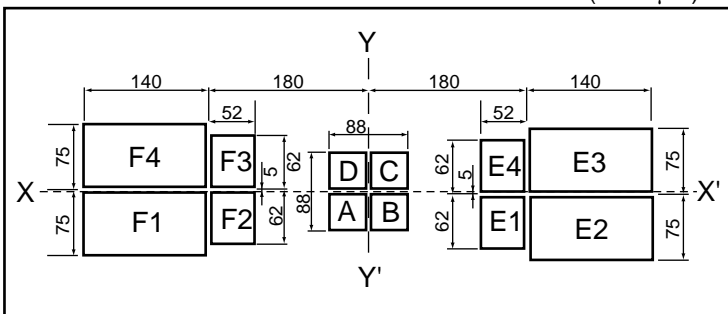 Y
140 180 180 140
52 88 52
75 F4 F3 5 62 D C 62 5 E4 E3 75
X X'
75 F1 F2 62 88 A B 62 E1 E2 75
Y'